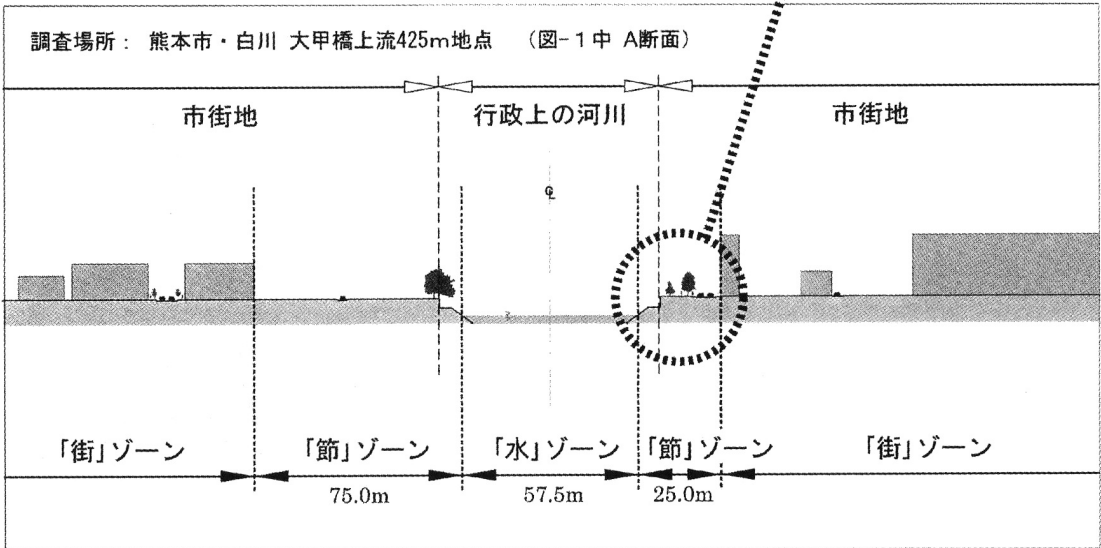 調査場所： 熊本市・白川 大甲橋上流425m地点 （図-1中 A断面）
市街地 行政上の河川 市街地
℄
「街」ゾーン 「節」ゾーン 「水」ゾーン 「節」ゾーン 「街」ゾーン
75.0m 57.5m 25.0m